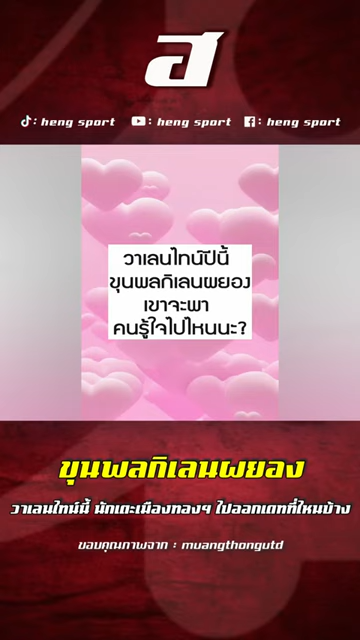 ส
: heng sport : heng sport : heng sport
วาเลนไทน์ปีนี้
ขุนพลกิเลนผยอง
เขาจะพา
คนรู้ใจไปไหนนะ?
ขุนพลกิเลนผยอง
วาเลนไทน์นี้ นักเตะเมืองทองฯ ไปออกเดทที่ไหนบ้าง
ขอบคุณภาพจาก : muangthongutd